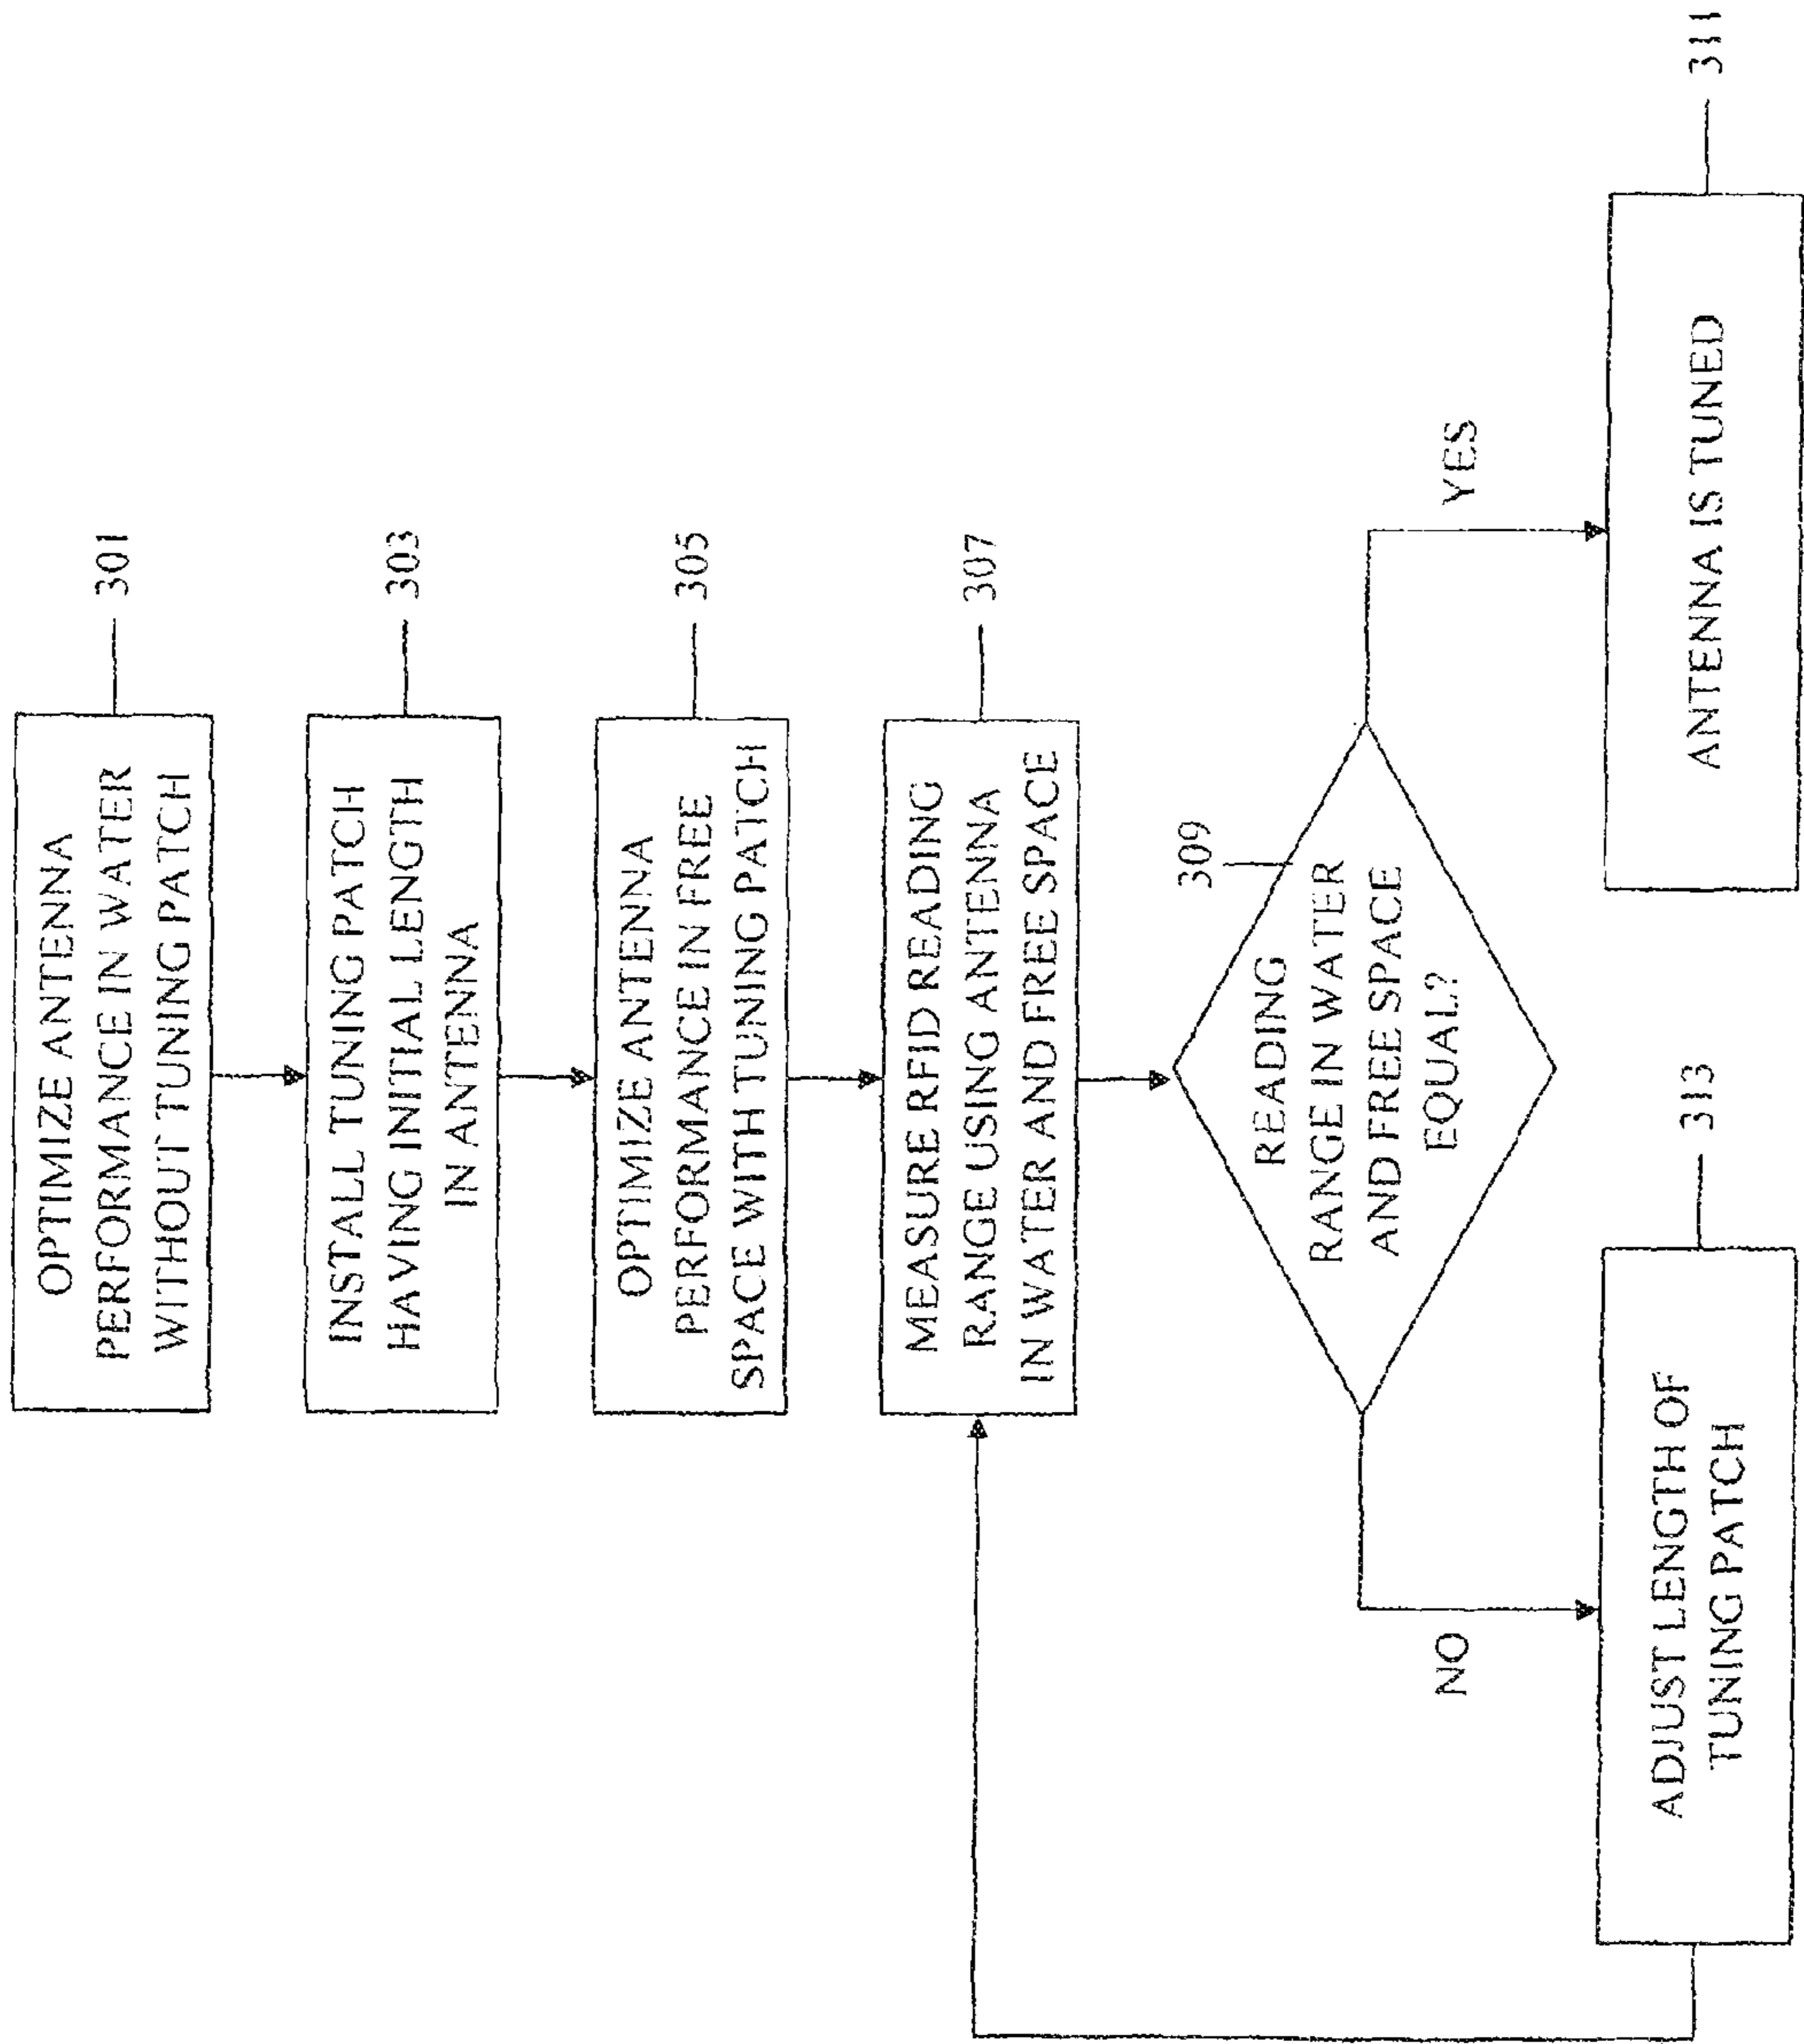 OPTIMIZE ANTENNA
PERFORMANCE IN WATER
WITHOUT TUNING PATCH
301
INSTALL TUNING PATCH
HAVING INITIAL LENGTH
IN ANTENNA
303
OPTIMIZE ANTENNA
PERFORMANCE IN FREE
SPACE WITH TUNING PATCH
305
MEASURE RFID READING
RANGE USING ANTENNA
IN WATER AND FREE SPACE
307
309
READING
RANGE IN WATER
AND FREE SPACE
EQUAL?
NO
YES
ADJUST LENGTH OF
TUNING PATCH
313
ANTENNA IS TUNED
311